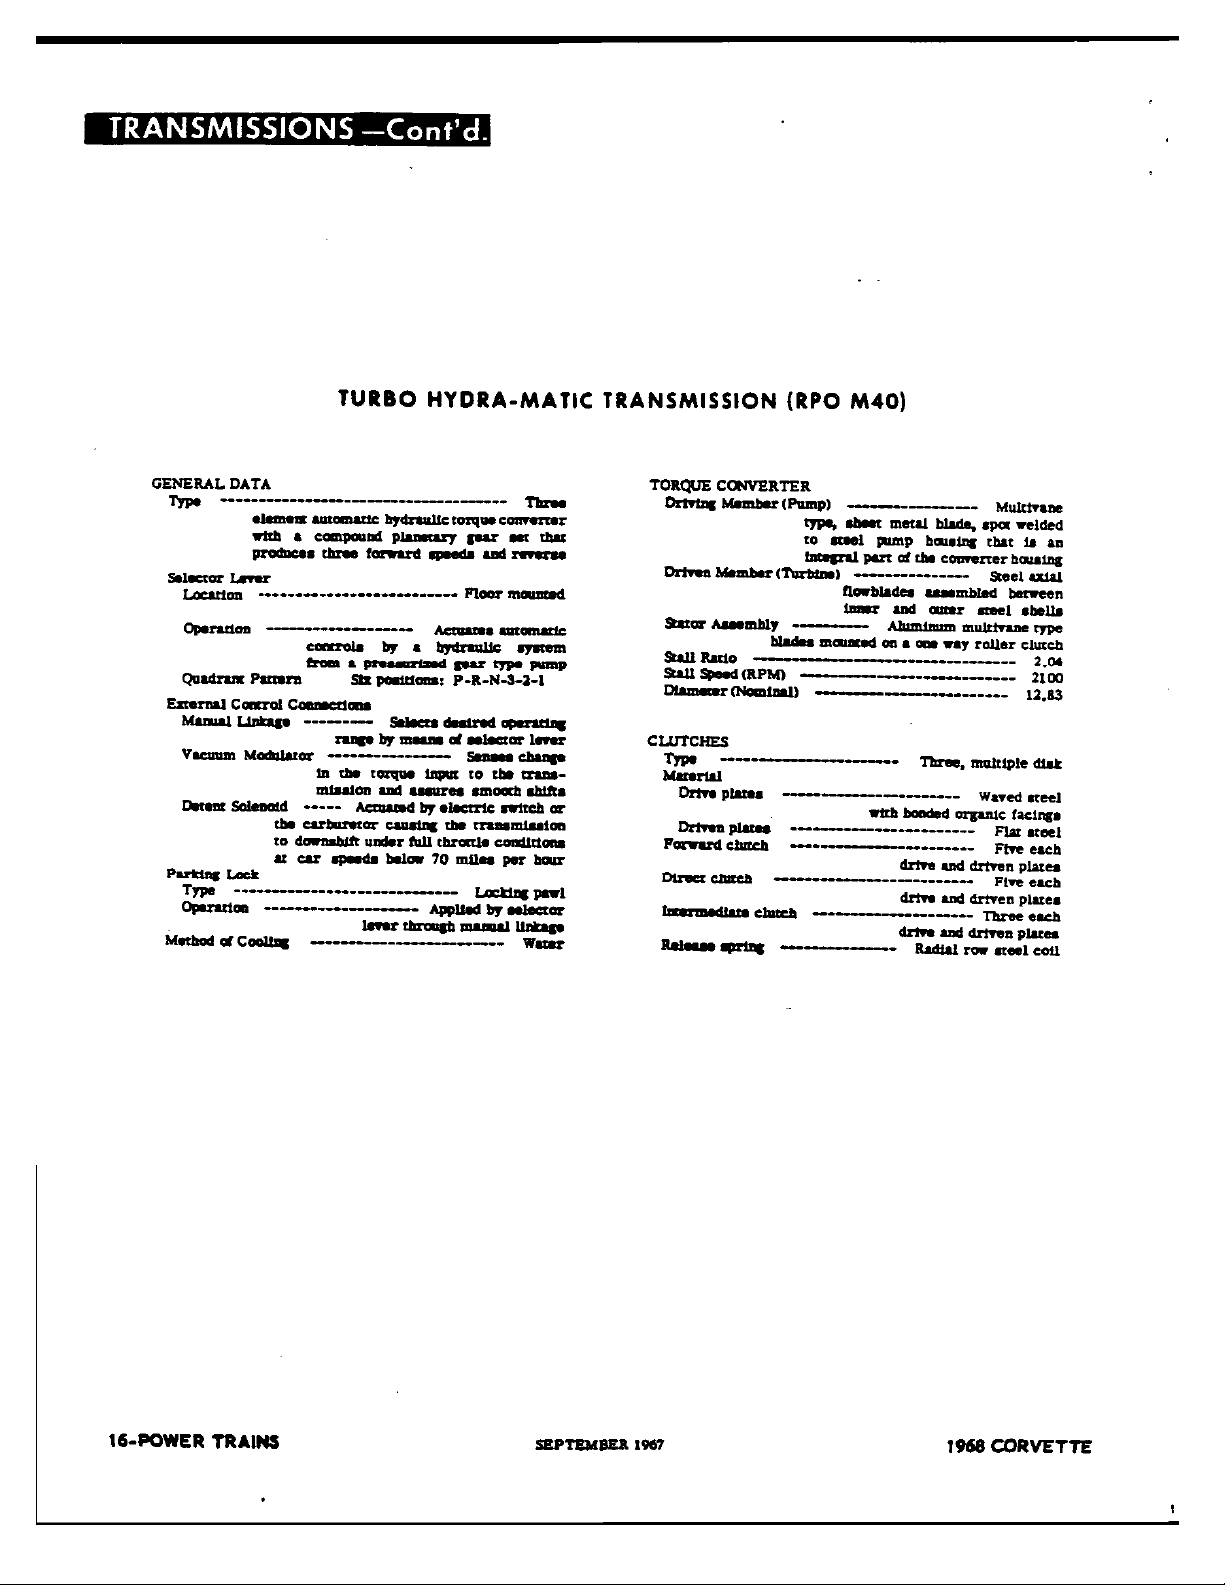 TRANSMISSIONS —Cont'd.
TURBO HYDRA-MATIC TRANSMISSION (RPO M40)
GENERAL DATA
Type ------------------------------------- Three
element automatic hydraulic torque converter
with a compound planetary gear set that
produces three forward speeds and reverse
Selector Lever
Location -------------------------- Floor mounted
Operation ------------------- Actuates automatic
controls by a hydraulic system
from a pressurized gear type pump
Quadrant Pattern Six positions: P-R-N-3-2-1
External Control Connections
Manual Linkage --------- Selects desired operating
range by means of selector lever
Vacuum Modulator ---------------- Senses change
in the torque input to the trans-
mission and assures smooth shifts
Detent Solenoid ----- Actuated by electric switch or
the carburetor causing the transmission
to downshift under full throttle conditions
at car speeds below 70 miles per hour
Parking Lock
Type ----------------------------- Locking pawl
Operation -------------------- Applied by selector
lever through manual linkage
Method of Cooling ------------------------- Water
TORQUE CONVERTER
Driving Member (Pump) ----------------- Multivane
type, sheet metal blade, spot welded
to steel pump housing that is an
integral part of the converter housing
Driven Member (Turbine) --------------- Steel axial
flowblades assembled between
inner and outer steel shells
Stator Assembly ---------- Aluminum multivane type
blades mounted on a one way roller clutch
Stall Ratio ---------------------------------- 2.04
Stall Speed (RPM) ---------------------------- 2100
Diameter (Nominal) ------------------------- 12.83
CLUTCHES
Type ----------------------- Three, multiple disk
Material
Drive plates ----------------------- Waved steel
with bonded organic facings
Driven plates ------------------------ Flat steel
Forward clutch ------------------------ Five each
drive and driven plates
Direct clutch -------------------------- Five each
drive and driven plates
Intermediate clutch --------------------- Three each
drive and driven plates
Release spring --------------- Radial row steel coil
16-POWER TRAINS
SEPTEMBER 1967
1968 CORVETTE